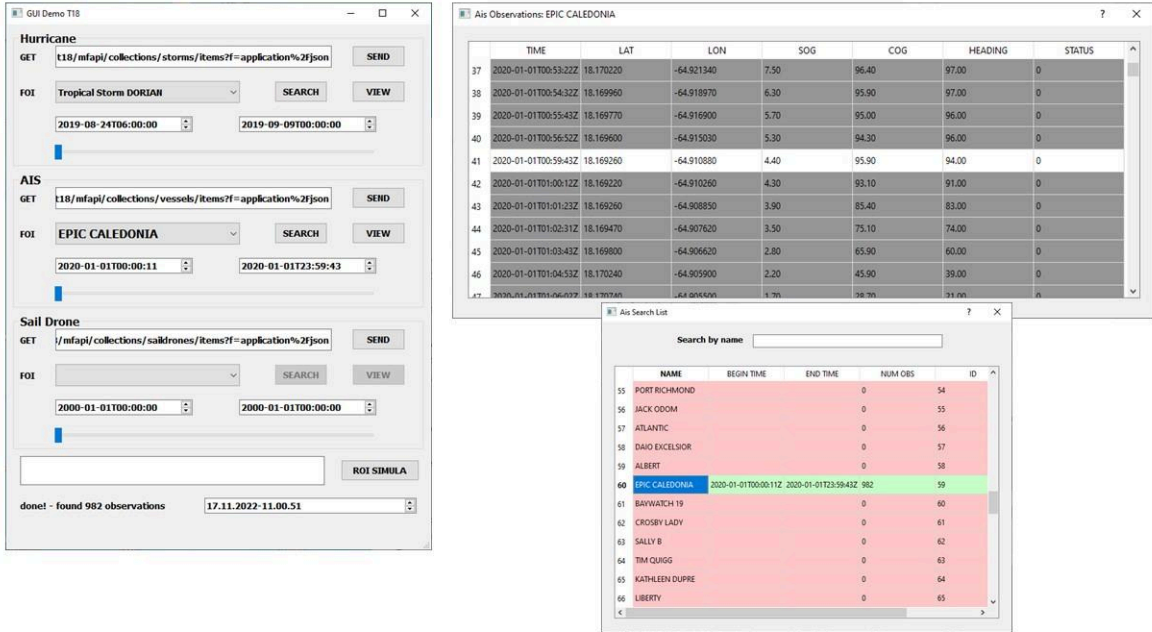 GUI Demo T18
Hurricane
GET t18/mfapi/collections/storms/items?f=application%2fjson SEND
FOI Tropical Storm DORIAN SEARCH VIEW
2019-08-24T06:00:00 2019-09-09T00:00:00
AIS
GET t18/mfapi/collections/vessels/items?f=application%2fjson SEND
FOI EPIC CALEDONIA SEARCH VIEW
2020-01-01T00:00:11 2020-01-01T23:59:43
Sail Drone
GET /mfapi/collections/saildrones/items?f=application%2fjson SEND
FOI SEARCH VIEW
2000-01-01T00:00:00 2000-01-01T00:00:00
ROI SIMULA
done! - found 982 observations 17.11.2022-11.00.51
Ais Observations: EPIC CALEDONIA
TIME LAT LON SOG COG HEADING STATUS
37 2020-01-01T00:53:22Z 18.170220 -64.921340 7.50 96.40 97.00 0
38 2020-01-01T00:54:32Z 18.169960 -64.918970 6.30 95.90 97.00 0
39 2020-01-01T00:55:43Z 18.169770 -64.916900 5.70 95.00 96.00 0
40 2020-01-01T00:56:52Z 18.169600 -64.915030 5.30 94.30 96.00 0
41 2020-01-01T00:59:43Z 18.169260 -64.910880 4.40 95.90 94.00 0
42 2020-01-01T01:00:12Z 18.169220 -64.910260 4.30 93.10 91.00 0
43 2020-01-01T01:01:23Z 18.169260 -64.908850 3.90 85.40 83.00 0
44 2020-01-01T01:02:31Z 18.169470 -64.907620 3.50 75.10 74.00 0
45 2020-01-01T01:03:43Z 18.169800 -64.906620 2.80 65.90 60.00 0
46 2020-01-01T01:04:53Z 18.170240 -64.905900 2.20 45.90 39.00 0
47 2020-01-01T01:06:02Z 18.170740 -64.905500 1.70 28.70 21.00 0
Ais Search List
Search by name
NAME BEGIN TIME END TIME NUM OBS ID
55 PORT RICHMOND 0 54
56 JACK ODOM 0 55
57 ATLANTIC 0 56
58 DAIO EXCELSIOR 0 57
59 ALBERT 0 58
60 EPIC CALEDONIA 2020-01-01T00:00:11Z 2020-01-01T23:59:43Z 982 59
61 BAYWATCH 19 0 60
62 CROSBY LADY 0 61
63 SALLY B 0 62
64 TIM QUIGG 0 63
65 KATHLEEN DUPRE 0 64
66 LIBERTY 0 65